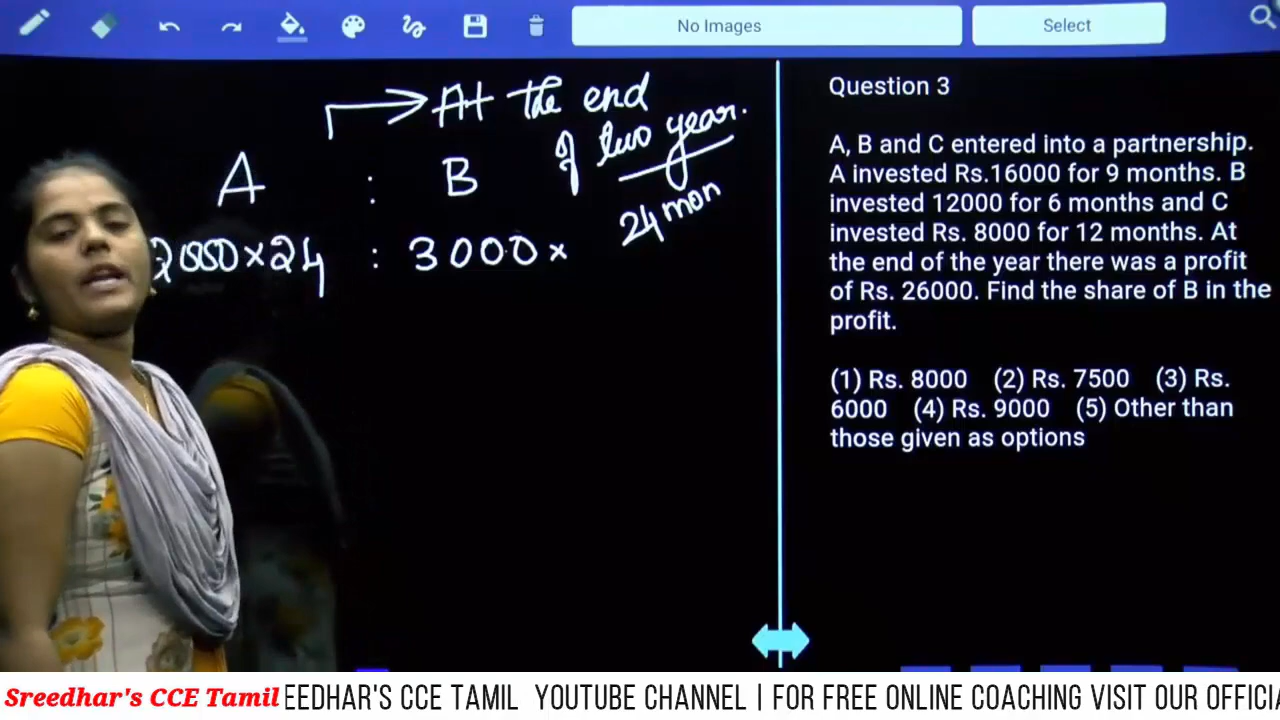 No Images
Select
At the end
of two year.
24 mon
A : B
2000×24 : 3000×
Question 3
A, B and C entered into a partnership.
A invested Rs.16000 for 9 months. B
invested 12000 for 6 months and C
invested Rs. 8000 for 12 months. At
the end of the year there was a profit
of Rs. 26000. Find the share of B in the
profit.
(1) Rs. 8000 (2) Rs. 7500 (3) Rs.
6000 (4) Rs. 9000 (5) Other than
those given as options
Sreedhar's CCE Tamil EEDHAR'S CCE TAMIL YOUTUBE CHANNEL | FOR FREE ONLINE COACHING VISIT OUR OFFICIA